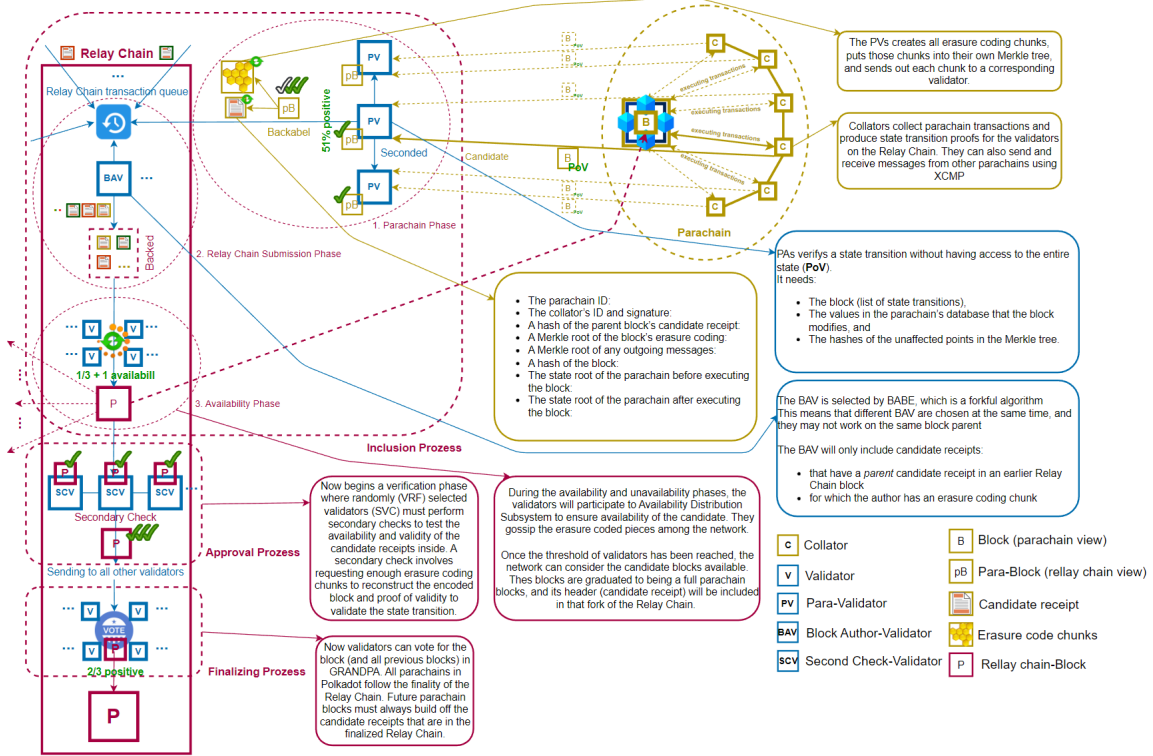 Relay Chain
...
Relay Chain transaction queue
BAV
...
...
Backed
...
V
V
V
V
1/3 + 1 availabill
P
Backabel
pB
51% positive
PV
pB
PV
pB
Seconded
PV
pB
1. Parachain Phase
2. Relay Chain Submission Phase
3. Availability Phase
Inclusion Prozess
Candidate
B
PoV
B
PoV
B
PoV
B
PoV
B
PoV
B
executing transactions
executing transactions
executing transactions
executing transactions
C
C
C
C
C
C
Parachain
The PVs creates all erasure coding chunks,
puts those chunks into their own Merkle tree,
and sends out each chunk to a corresponding
validator.
Collators collect parachain transactions and
produce state transition proofs for the validators
on the Relay Chain. They can also send and
receive messages from other parachains using
XCMP
PAs verifys a state transition without having access to the entire
state (PoV).
It needs:
• The block (list of state transitions),
• The values in the parachain's database that the block
modifies, and
• The hashes of the unaffected points in the Merkle tree.
• The parachain ID:
• The collator's ID and signature:
• A hash of the parent block's candidate receipt:
• A Merkle root of the block's erasure coding:
• A Merkle root of any outgoing messages:
• A hash of the block:
• The state root of the parachain before executing
the block:
• The state root of the parachain after executing
the block:
The BAV is selected by BABE, which is a forkful algorithm
This means that different BAV are chosen at the same time, and
they may not work on the same block parent
The BAV will only include candidate receipts:
• that have a parent candidate receipt in an earlier Relay
Chain block
• for which the author has an erasure coding chunk
P
P
P
SCV
SCV
SCV
...
Secondary Check
P
Approval Prozess
Sending to all other validators
Now begins a verification phase
where randomly (VRF) selected
validators (SVC) must perform
secondary checks to test the
availability and validity of the
candidate receipts inside. A
secondary check involves
requesting enough erasure coding
chunks to reconstruct the encoded
block and proof of validity to
validate the state transition.
During the availability and unavailability phases, the
validators will participate to Availability Distribution
Subsystem to ensure availability of the candidate. They
gossip the erasure coded pieces among the network.
Once the threshold of validators has been reached, the
network can consider the candidate blocks available.
Thes blocks are graduated to being a full parachain
blocks, and its header (candidate receipt) will be included
in that fork of the Relay Chain.
V
V
VOTE
V
P
V
2/3 positive
Finalizing Prozess
P
Now validators can vote for the
block (and all previous blocks) in
GRANDPA. All parachains in
Polkadot follow the finality of the
Relay Chain. Future parachain
blocks must always build off the
candidate receipts that are in the
finalized Relay Chain.
C Collator
V Validator
PV Para-Validator
BAV Block Author-Validator
SCV Second Check-Validator
B Block (parachain view)
pB Para-Block (rellay chain view)
Candidate receipt
Erasure code chunks
P Rellay chain-Block